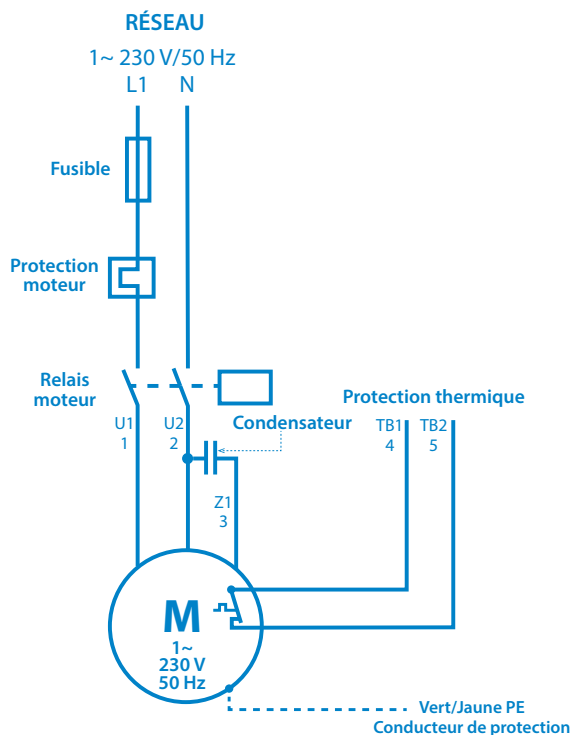 RÉSEAU
1~ 230 V/50 Hz
L1 N
Fusible
Protection
moteur
Relais
moteur
Protection thermique
U1 U2 Condensateur TB1 TB2
1 2 4 5
Z1
3
M
1~
230 V
50 Hz
Vert/Jaune PE
Conducteur de protection